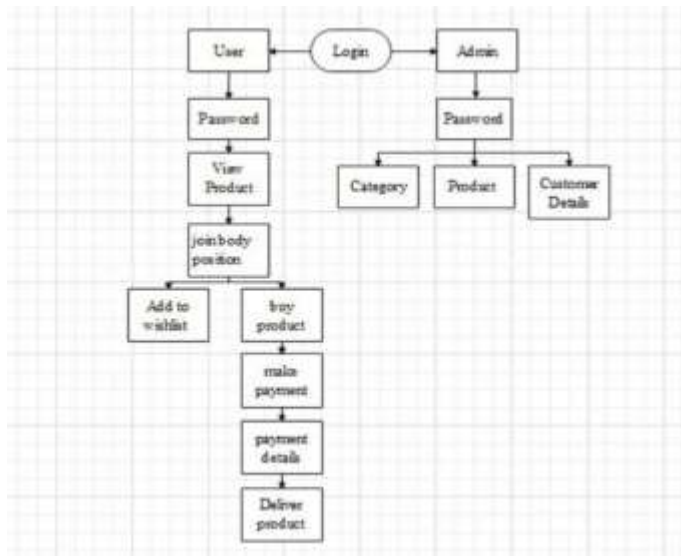 User
Login
Admin
Password
Password
View
Product
Category
Product
Customer
Details
join body
position
Add to
wishlist
buy
product
make
payment
payment
details
Deliver
product